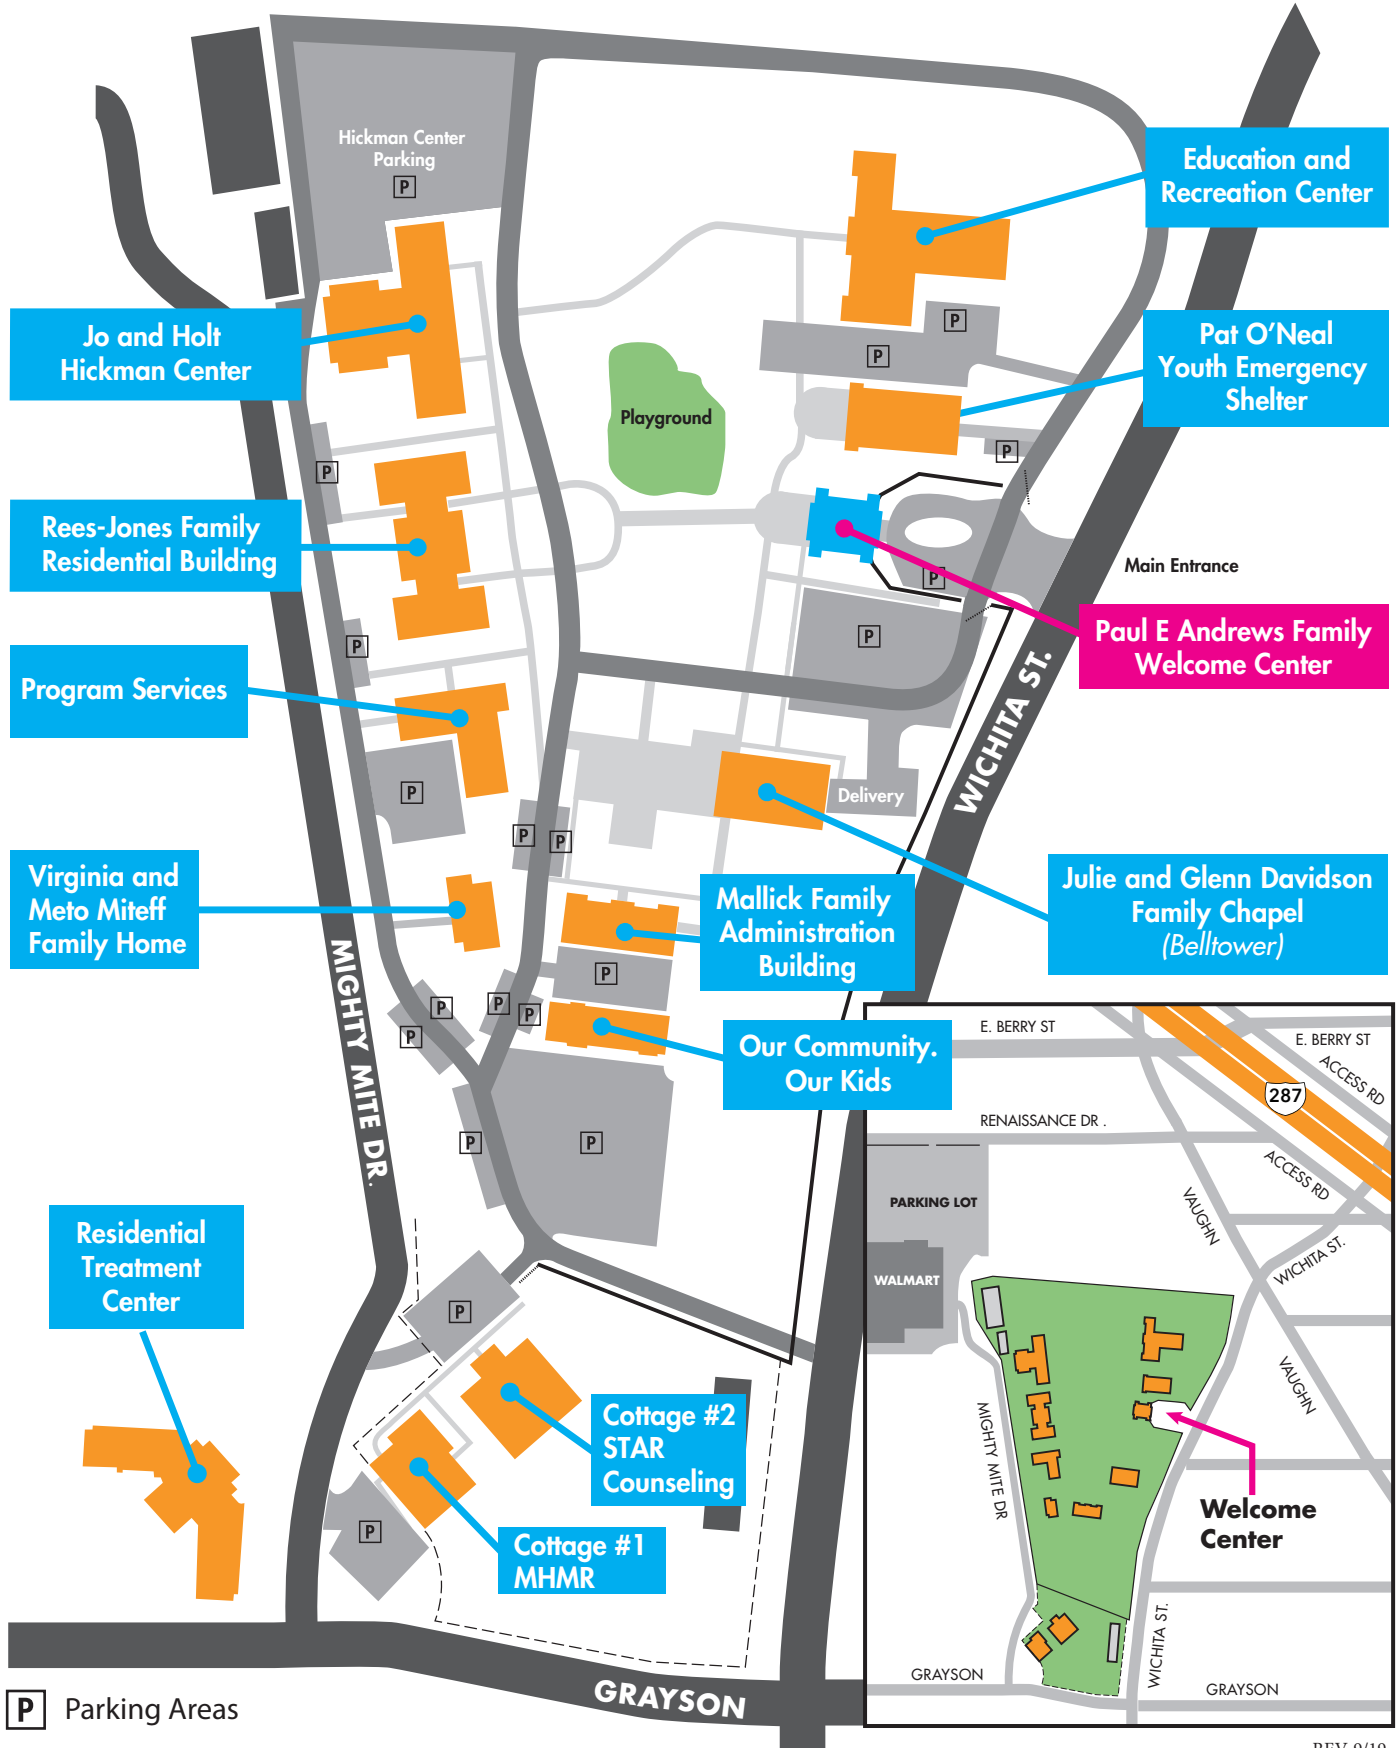 Hickman Center
Parking
P
Education and
Recreation Center
Jo and Holt
Hickman Center
P
P
Pat O'Neal
Youth Emergency
Shelter
Playground
P
P
Rees-Jones Family
Residential Building
Main Entrance
P
Paul E Andrews Family
Welcome Center
P
P
Program Services
WICHITA ST.
P
Delivery
P
P
Virginia and
Meto Miteff
Family Home
Mallick Family
Administration
Building
Julie and Glenn Davidson
Family Chapel
(Belltower)
MIGHTY MITE DR.
P
P
P
P
P
Our Community.
Our Kids
P
P
Residential
Treatment
Center
P
Cottage #2
STAR
Counseling
P
Cottage #1
MHMR
GRAYSON
P Parking Areas
E. BERRY ST
E. BERRY ST
ACCESS RD
287
RENAISSANCE DR .
ACCESS RD
PARKING LOT
VAUGHN
WICHITA ST.
WALMART
VAUGHN
MIGHTY MITE DR
Welcome
Center
WICHITA ST.
GRAYSON
GRAYSON
REV 9/19